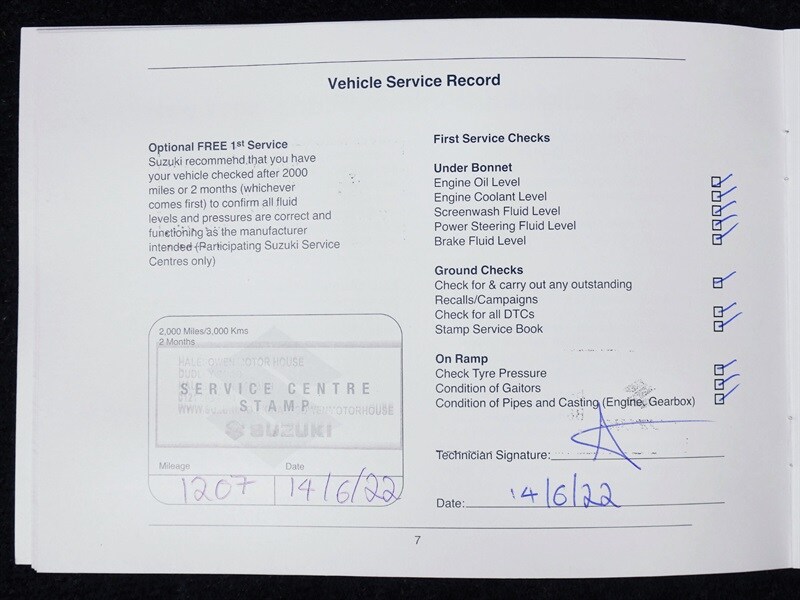 Vehicle Service Record
Optional FREE 1st Service
Suzuki recommend that you have
your vehicle checked after 2000
miles or 2 months (whichever
comes first) to confirm all fluid
levels and pressures are correct and
functioning as the manufacturer
intended (Participating Suzuki Service
Centres only)
2,000 Miles/3,000 Kms
2 Months
MOTOR HOUSE
SERVICE CENTRE
STAMP
SUZUKI
Mileage Date
1207 14/6/22
First Service Checks
Under Bonnet
Engine Oil Level
Engine Coolant Level
Screenwash Fluid Level
Power Steering Fluid Level
Brake Fluid Level
Ground Checks
Check for & carry out any outstanding
Recalls/Campaigns
Check for all DTCs
Stamp Service Book
On Ramp
Check Tyre Pressure
Condition of Gaitors
Condition of Pipes and Casting (Engine, Gearbox)
Technician Signature:
Date: 14/6/22
7